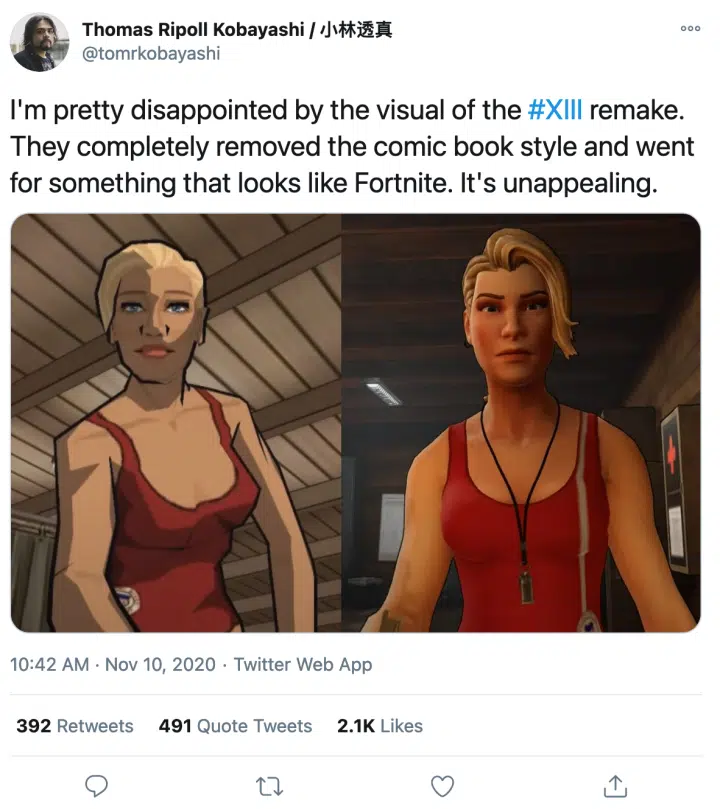 Thomas Ripoll Kobayashi / 小林透真
@tomrkobayashi
I'm pretty disappointed by the visual of the #XIII remake.
They completely removed the comic book style and went
for something that looks like Fortnite. It's unappealing.
10:42 AM · Nov 10, 2020 · Twitter Web App
392 Retweets 491 Quote Tweets 2.1K Likes